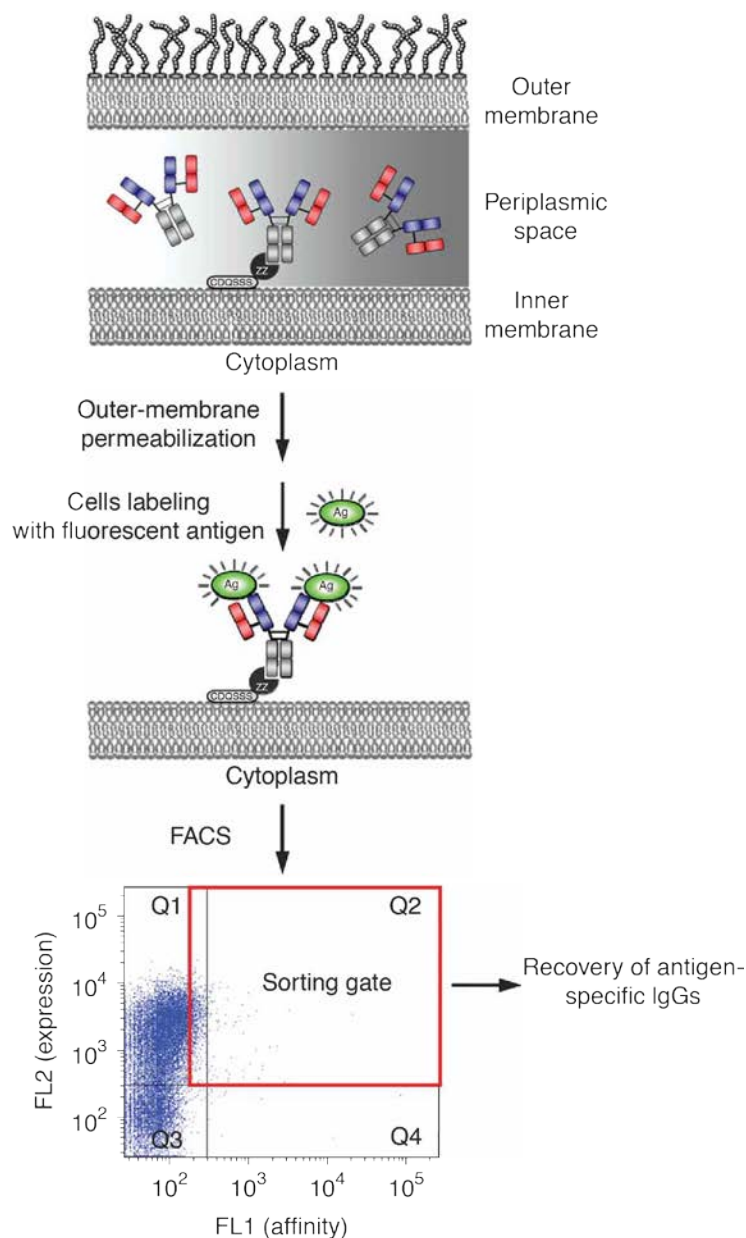 Outer
membrane
Periplasmic
space
ZZ
CDQSSS
Inner
membrane
Cytoplasm
Outer-membrane
permeabilization
Cells labeling
with fluorescent antigen
Ag
Ag
Ag
ZZ
CDQSSS
Cytoplasm
FACS
Q1
Q2
10⁵
10⁴
10³
10²
Sorting gate
Recovery of antigen-
specific IgGs
FL2 (expression)
Q3
Q4
10² 10³ 10⁴ 10⁵
FL1 (affinity)